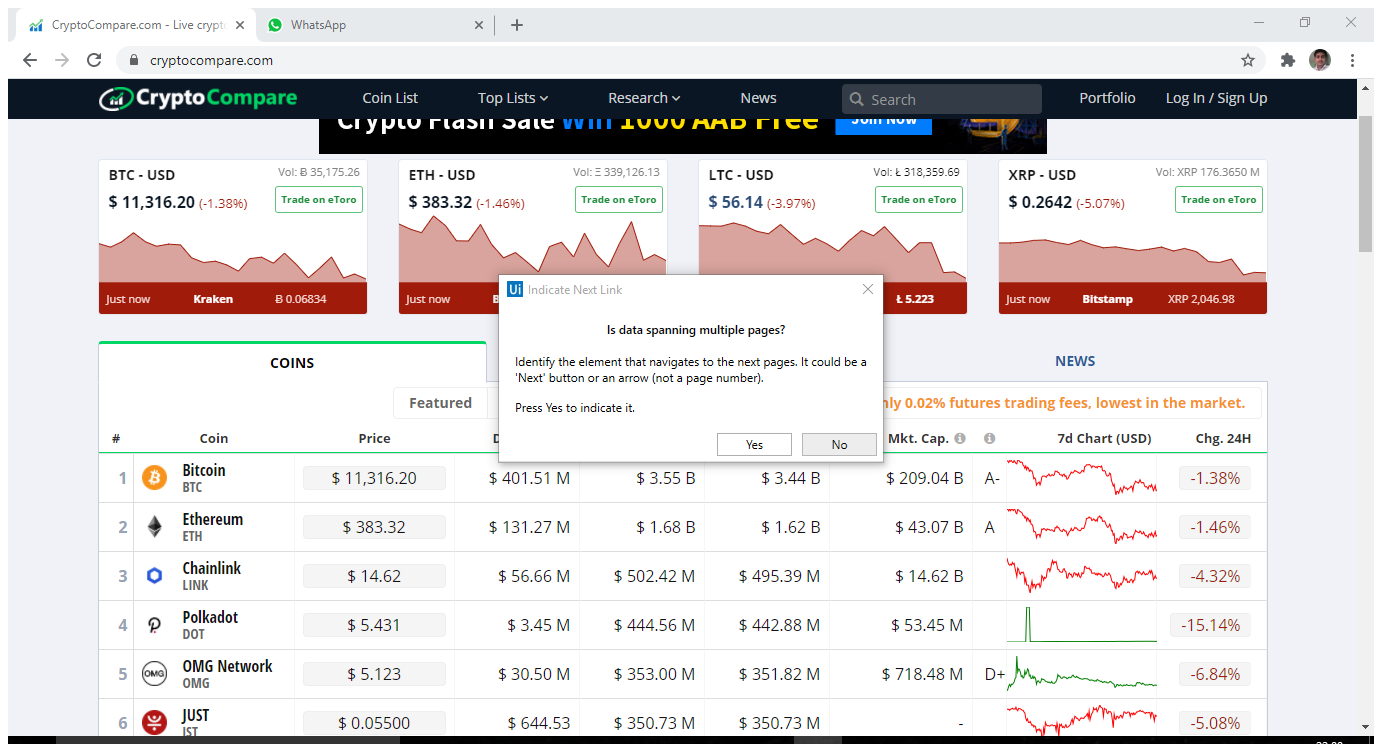 CryptoCompare.com - Live crypto
WhatsApp
cryptocompare.com
CryptoCompare
Coin List
Top Lists
Research
News
Search
Portfolio
Log In / Sign Up
Crypto Flash Sale Win 1000 AAB Free
Join Now
BTC - USD
Vol: Ƀ 35,175.26
$ 11,316.20 (-1.38%)
Trade on eToro
Just now Kraken Ƀ 0.06834
ETH - USD
Vol: Ξ 339,126.13
$ 383.32 (-1.46%)
Trade on eToro
Just now
LTC - USD
Vol: Ł 318,359.69
$ 56.14 (-3.97%)
Trade on eToro
Ł 5.223
XRP - USD
Vol: XRP 176.3650 M
$ 0.2642 (-5.07%)
Trade on eToro
Just now Bitstamp XRP 2,046.98
Ui Indicate Next Link
Is data spanning multiple pages?
Identify the element that navigates to the next pages. It could be a
'Next' button or an arrow (not a page number).
Press Yes to indicate it.
Yes No
COINS
NEWS
Featured
0.02% futures trading fees, lowest in the market.
# Coin Price Mkt. Cap. 7d Chart (USD) Chg. 24H
1 Bitcoin BTC $ 11,316.20 $ 401.51 M $ 3.55 B $ 3.44 B $ 209.04 B A- -1.38%
2 Ethereum ETH $ 383.32 $ 131.27 M $ 1.68 B $ 1.62 B $ 43.07 B A -1.46%
3 Chainlink LINK $ 14.62 $ 56.66 M $ 502.42 M $ 495.39 M $ 14.62 B -4.32%
4 Polkadot DOT $ 5.431 $ 3.45 M $ 444.56 M $ 442.88 M $ 53.45 M -15.14%
5 OMG OMG Network OMG $ 5.123 $ 30.50 M $ 353.00 M $ 351.82 M $ 718.48 M D+ -6.84%
6 JUST JST $ 0.05500 $ 644.53 $ 350.73 M $ 350.73 M - -5.08%